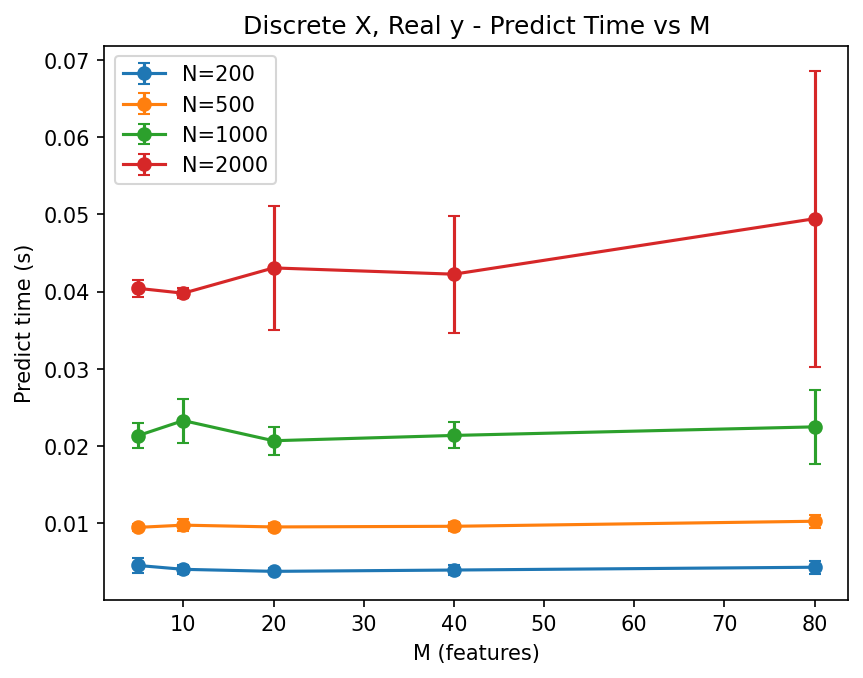 Discrete X, Real y - Predict Time vs M
N=200
N=500
N=1000
N=2000
Predict time (s)
0.07
0.06
0.05
0.04
0.03
0.02
0.01
10 20 30 40 50 60 70 80
M (features)